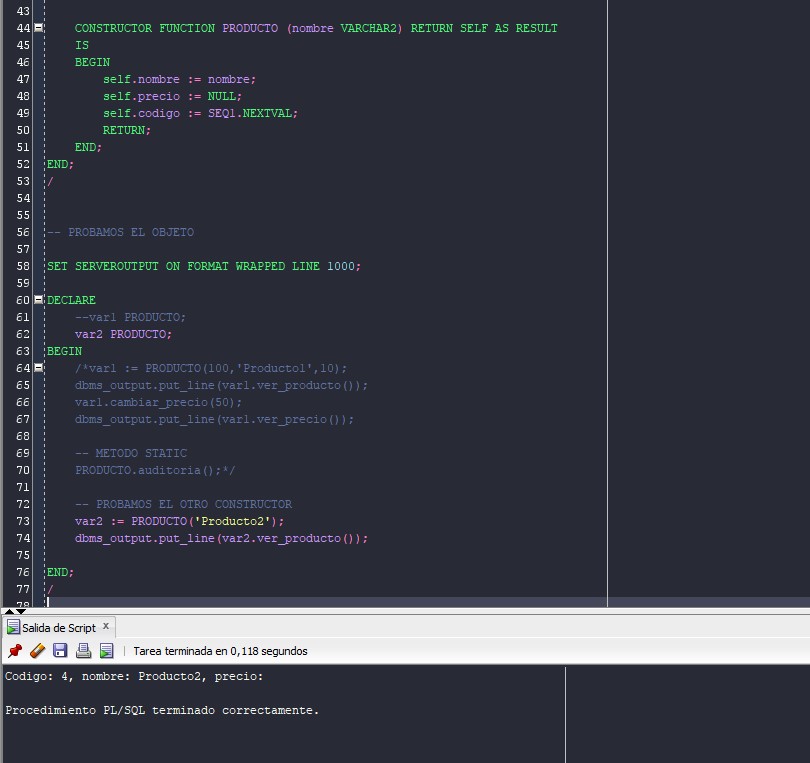 43
44 CONSTRUCTOR FUNCTION PRODUCTO (nombre VARCHAR2) RETURN SELF AS RESULT
45 IS
46 BEGIN
47 self.nombre := nombre;
48 self.precio := NULL;
49 self.codigo := SEQ1.NEXTVAL;
50 RETURN;
51 END;
52 END;
53 /
54
55
56 -- PROBAMOS EL OBJETO
57
58 SET SERVEROUTPUT ON FORMAT WRAPPED LINE 1000;
59
60 DECLARE
61 --var1 PRODUCTO;
62 var2 PRODUCTO;
63 BEGIN
64 /*var1 := PRODUCTO(100,'Producto1',10);
65 dbms_output.put_line(var1.ver_producto());
66 var1.cambiar_precio(50);
67 dbms_output.put_line(var1.ver_precio());
68
69 -- METODO STATIC
70 PRODUCTO.auditoria();*/
71
72 -- PROBAMOS EL OTRO CONSTRUCTOR
73 var2 := PRODUCTO('Producto2');
74 dbms_output.put_line(var2.ver_producto());
75
76 END;
77 /
78
Salida de Script x
Tarea terminada en 0,118 segundos
Codigo: 4, nombre: Producto2, precio:
Procedimiento PL/SQL terminado correctamente.